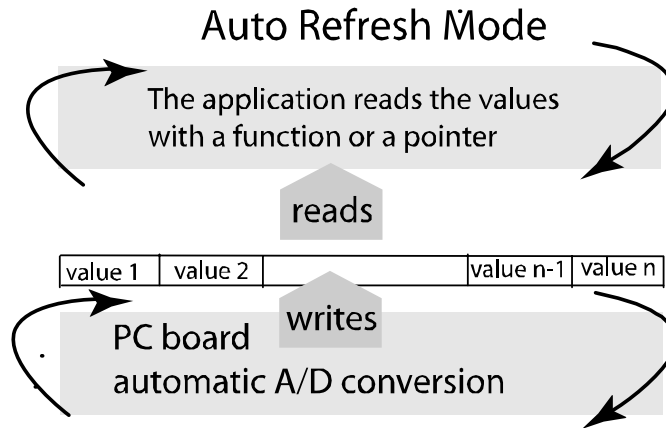 Auto Refresh Mode
The application reads the values
with a function or a pointer
reads
value 1 value 2 value n-1 value n
writes
PC board
automatic A/D conversion